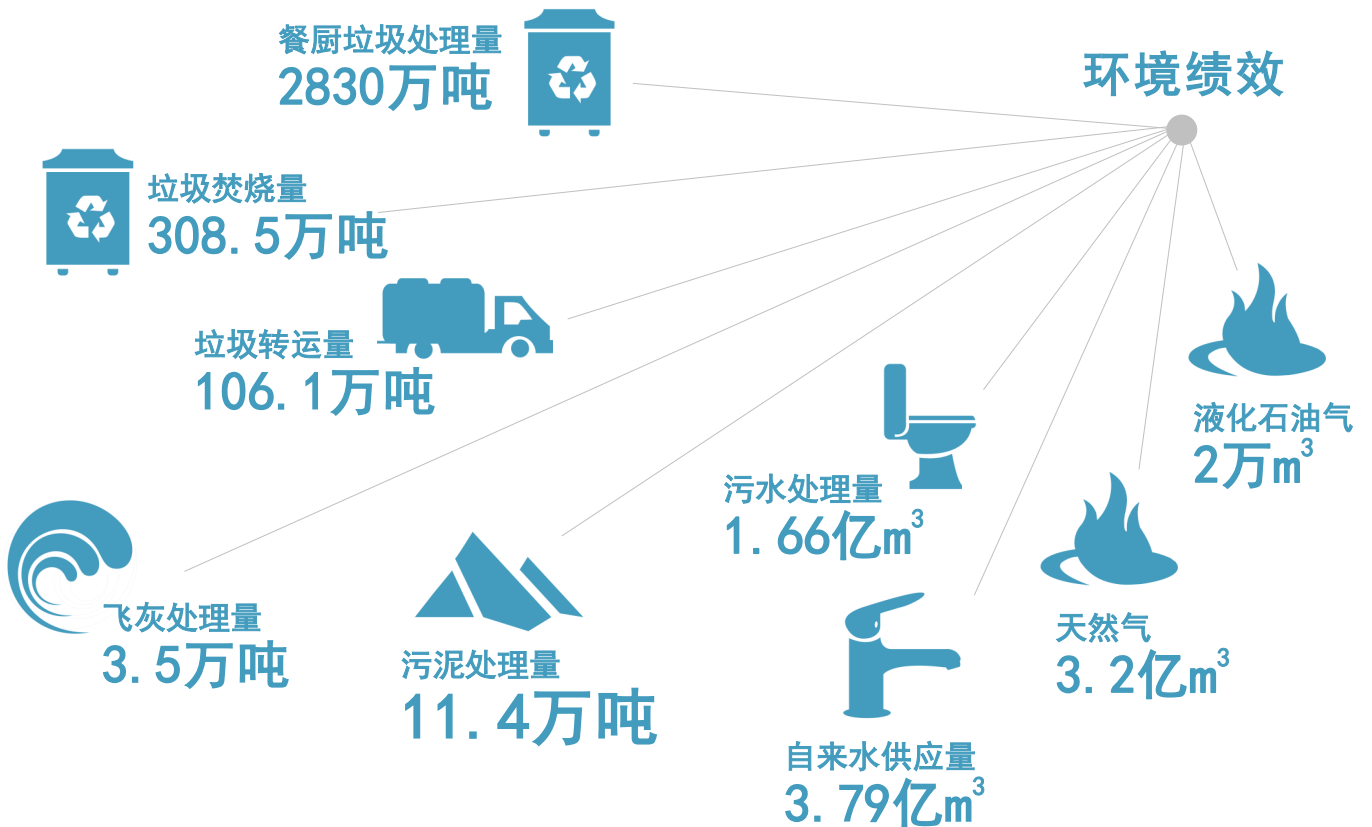 环境绩效
餐厨垃圾处理量
2830万吨
垃圾焚烧量
308.5万吨
垃圾转运量
106.1万吨
飞灰处理量
3.5万吨
污泥处理量
11.4万吨
污水处理量
1.66亿m³
自来水供应量
3.79亿m³
天然气
3.2亿m³
液化石油气
2万m³